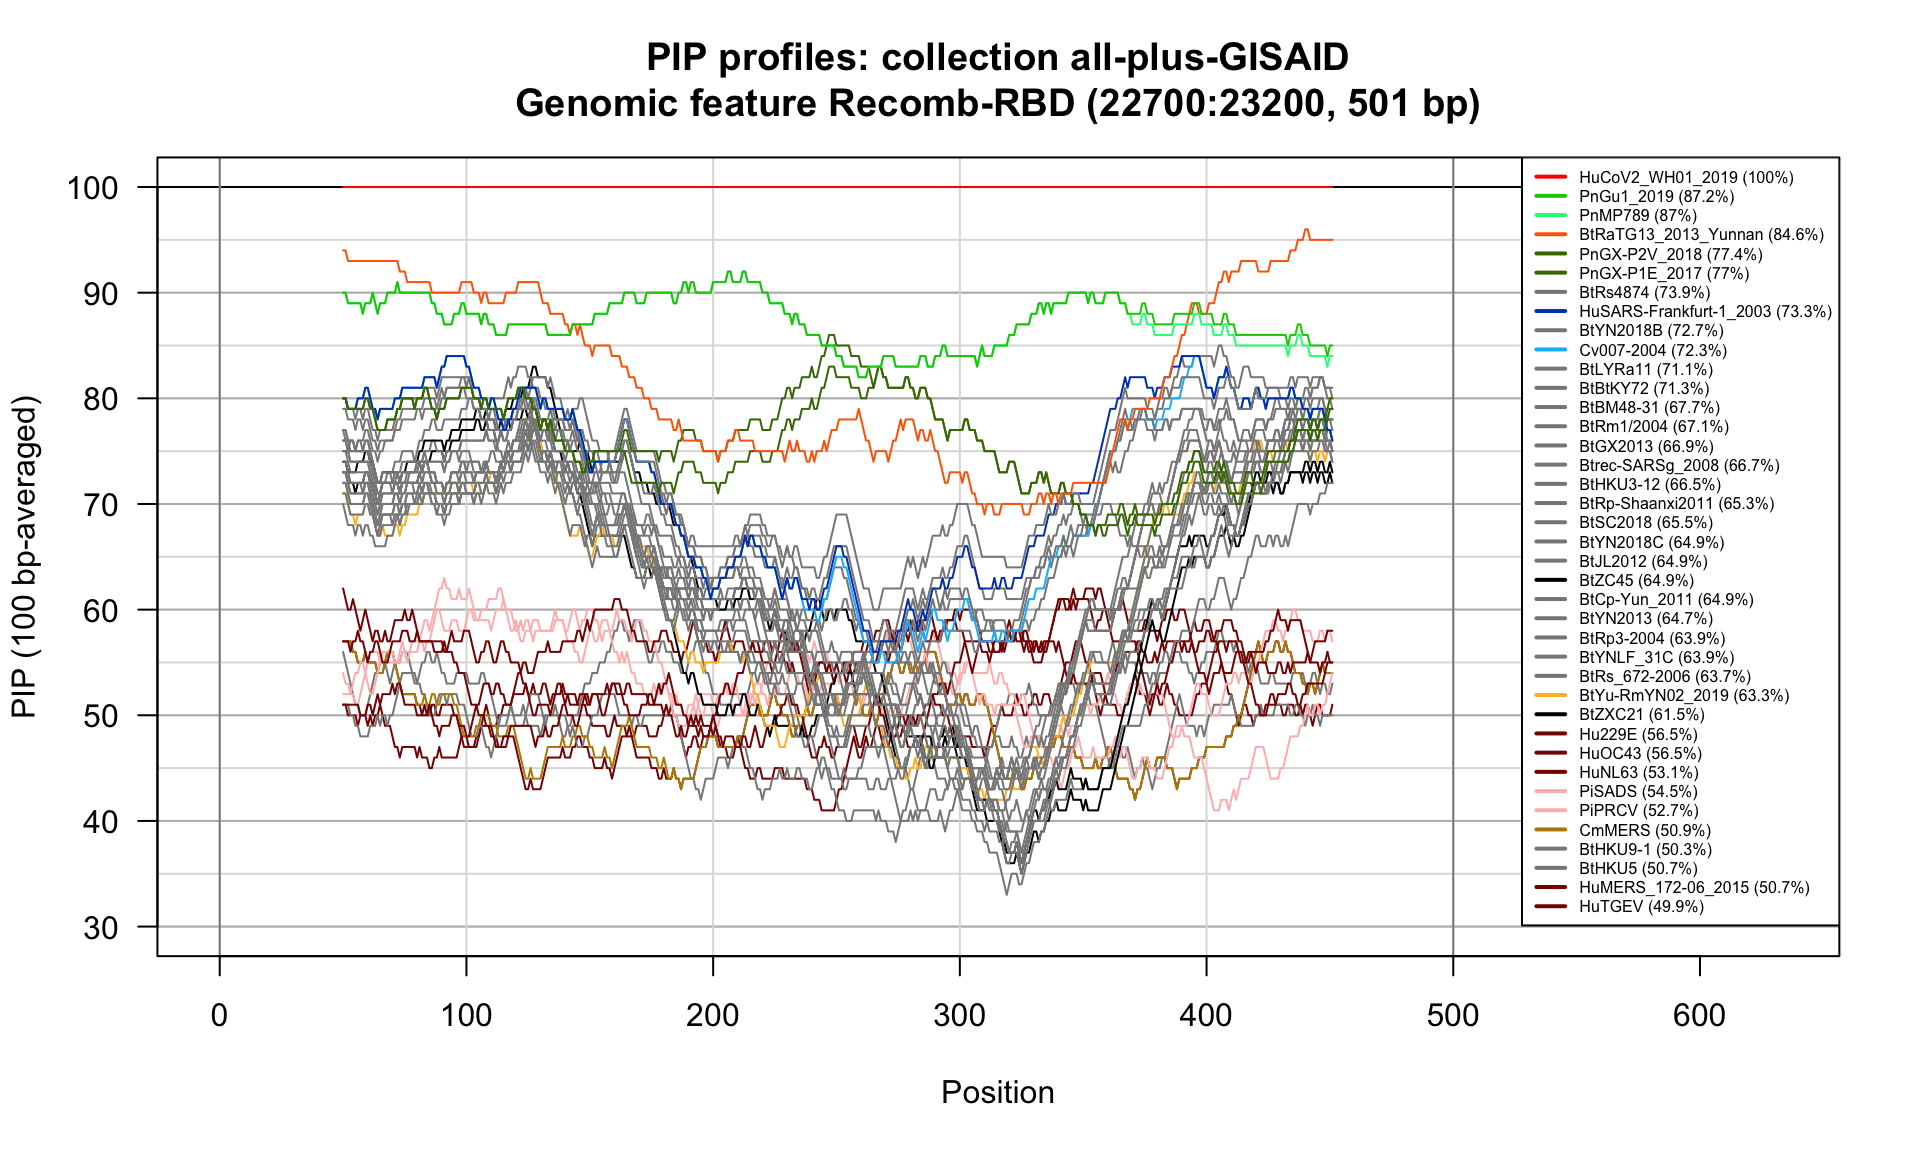 PIP profiles: collection all-plus-GISAID
Genomic feature Recomb-RBD (22700:23200, 501 bp)
PIP (100 bp-averaged)
100
90
80
70
60
50
40
30
0
100
200
300
400
500
600
Position
HuCoV2_WH01_2019 (100%)
PnGu1_2019 (87.2%)
PnMP789 (87%)
BtRaTG13_2013_Yunnan (84.6%)
PnGX-P2V_2018 (77.4%)
PnGX-P1E_2017 (77%)
BtRs4874 (73.9%)
HuSARS-Frankfurt-1_2003 (73.3%)
BtYN2018B (72.7%)
Cv007-2004 (72.3%)
BtLYRa11 (71.1%)
BtBtKY72 (71.3%)
BtBM48-31 (67.7%)
BtRm1/2004 (67.1%)
BtGX2013 (66.9%)
Btrec-SARSg_2008 (66.7%)
BtHKU3-12 (66.5%)
BtRp-Shaanxi2011 (65.3%)
BtSC2018 (65.5%)
BtYN2018C (64.9%)
BtJL2012 (64.9%)
BtZC45 (64.9%)
BtCp-Yun_2011 (64.9%)
BtYN2013 (64.7%)
BtRp3-2004 (63.9%)
BtYNLF_31C (63.9%)
BtRs_672-2006 (63.7%)
BtYu-RmYN02_2019 (63.3%)
BtZXC21 (61.5%)
Hu229E (56.5%)
HuOC43 (56.5%)
HuNL63 (53.1%)
PiSADS (54.5%)
PiPRCV (52.7%)
CmMERS (50.9%)
BtHKU9-1 (50.3%)
BtHKU5 (50.7%)
HuMERS_172-06_2015 (50.7%)
HuTGEV (49.9%)